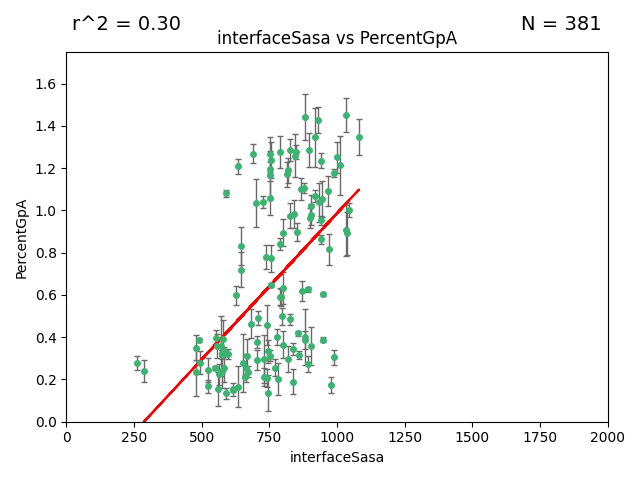 r^2 = 0.30
N = 381
interfaceSasa vs PercentGpA
PercentGpA
1.6
1.4
1.2
1.0
0.8
0.6
0.4
0.2
0.0
0 250 500 750 1000 1250 1500 1750 2000
interfaceSasa